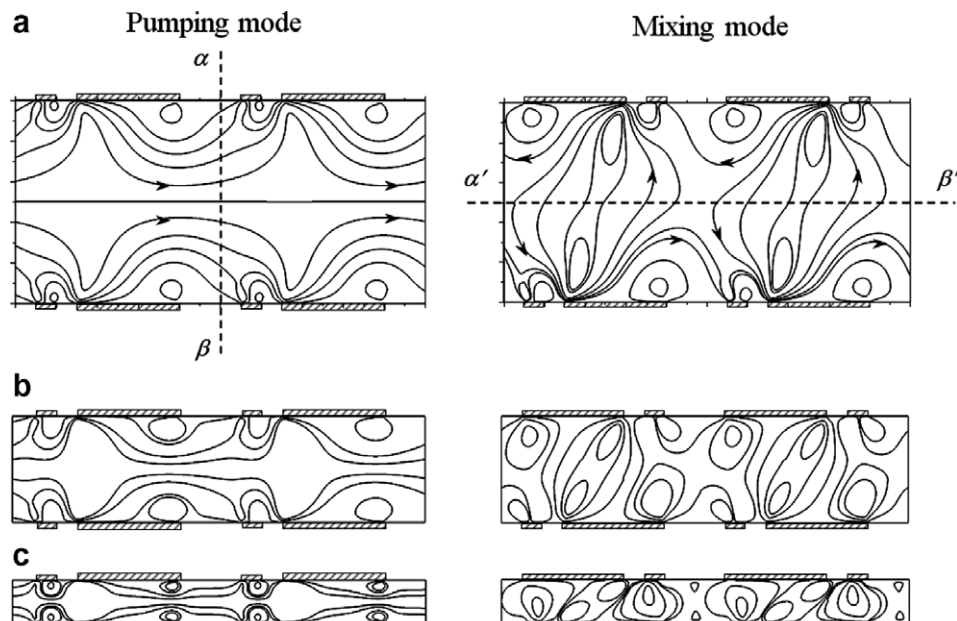 a
Pumping mode
Mixing mode
α
α'
β'
β
b
c